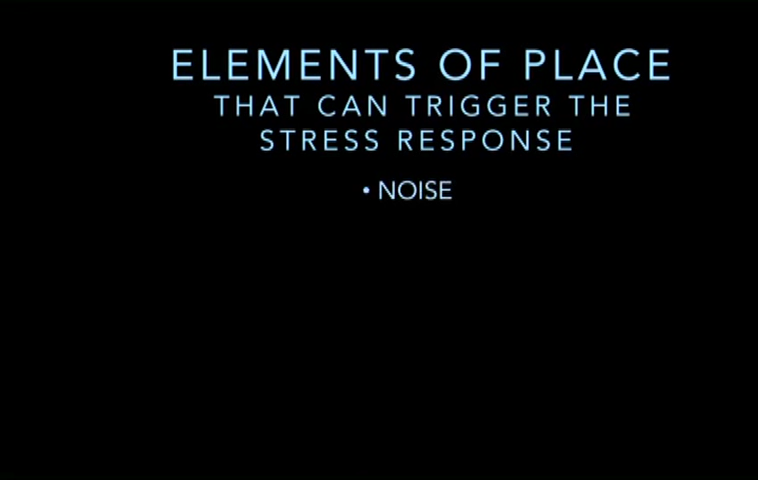 ELEMENTS OF PLACE
THAT CAN TRIGGER THE
STRESS RESPONSE
• NOISE